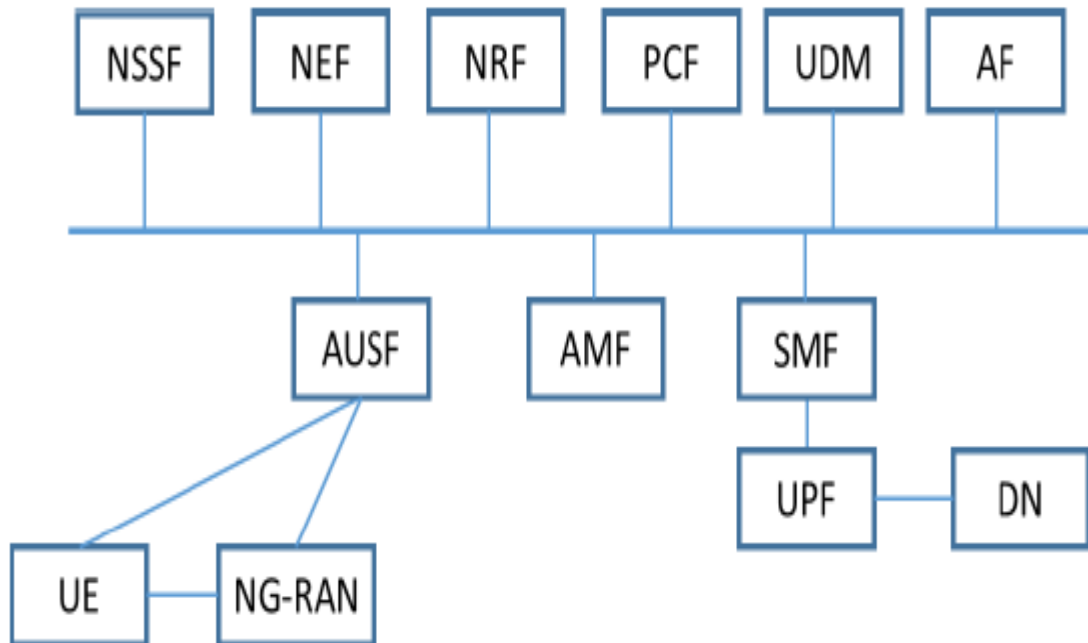 NSSF NEF NRF PCF UDM AF
AUSF AMF SMF
UPF DN
UE NG-RAN